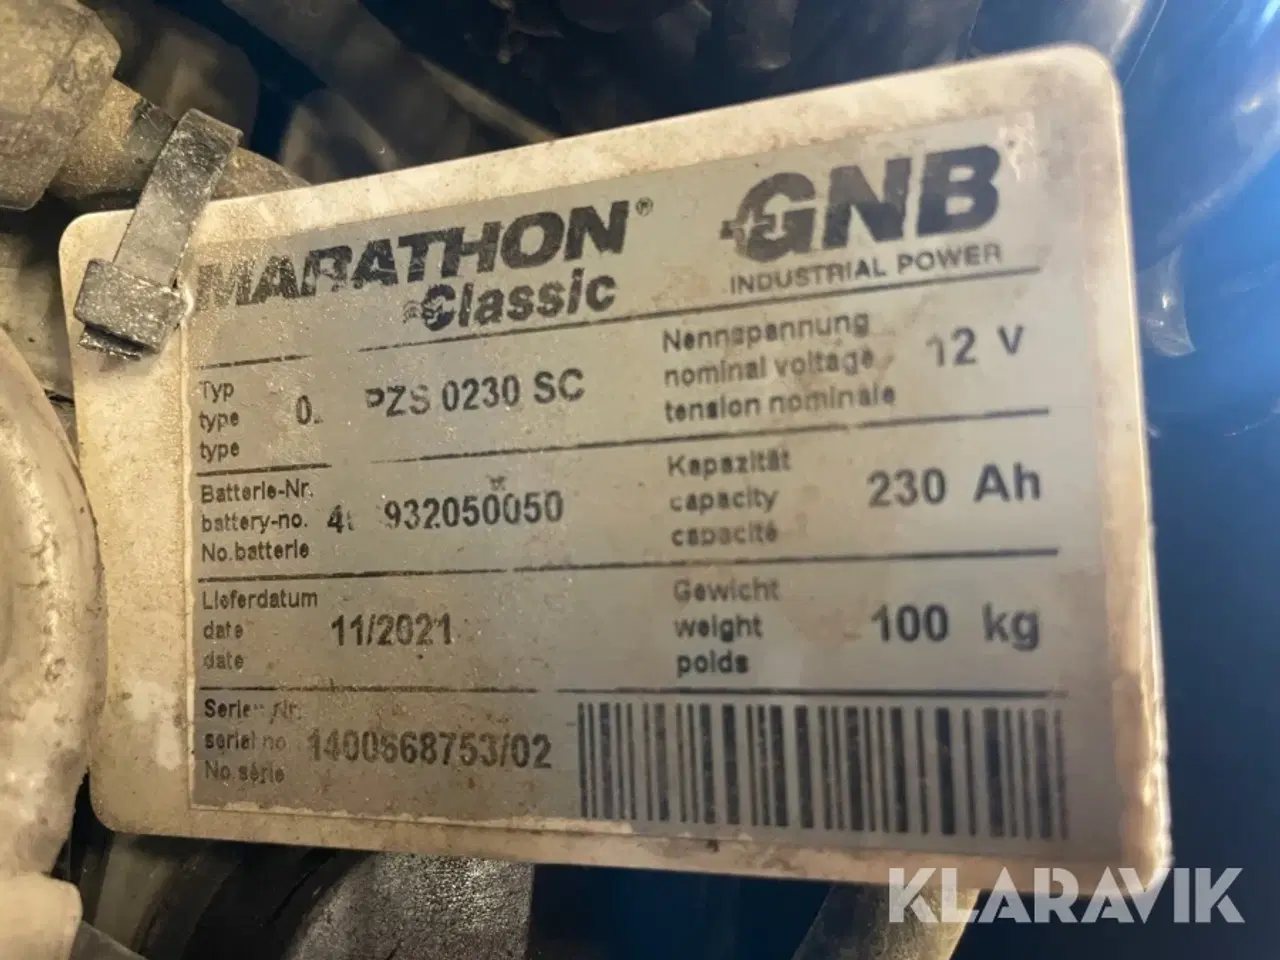 MARATHON®
Classic
GNB
INDUSTRIAL POWER
Typ
type
type
PZS 0230 SC
Nennspannung
nominal voltage
tension nominale
12 V
Batterie-Nr.
battery-no.
No.batterie
932050050
Kapazität
capacity
capacité
230 Ah
Lieferdatum
date
date
11/2021
Gewicht
weight
poids
100 kg
serial no
No.série
1400668753/02
KLARAVIK